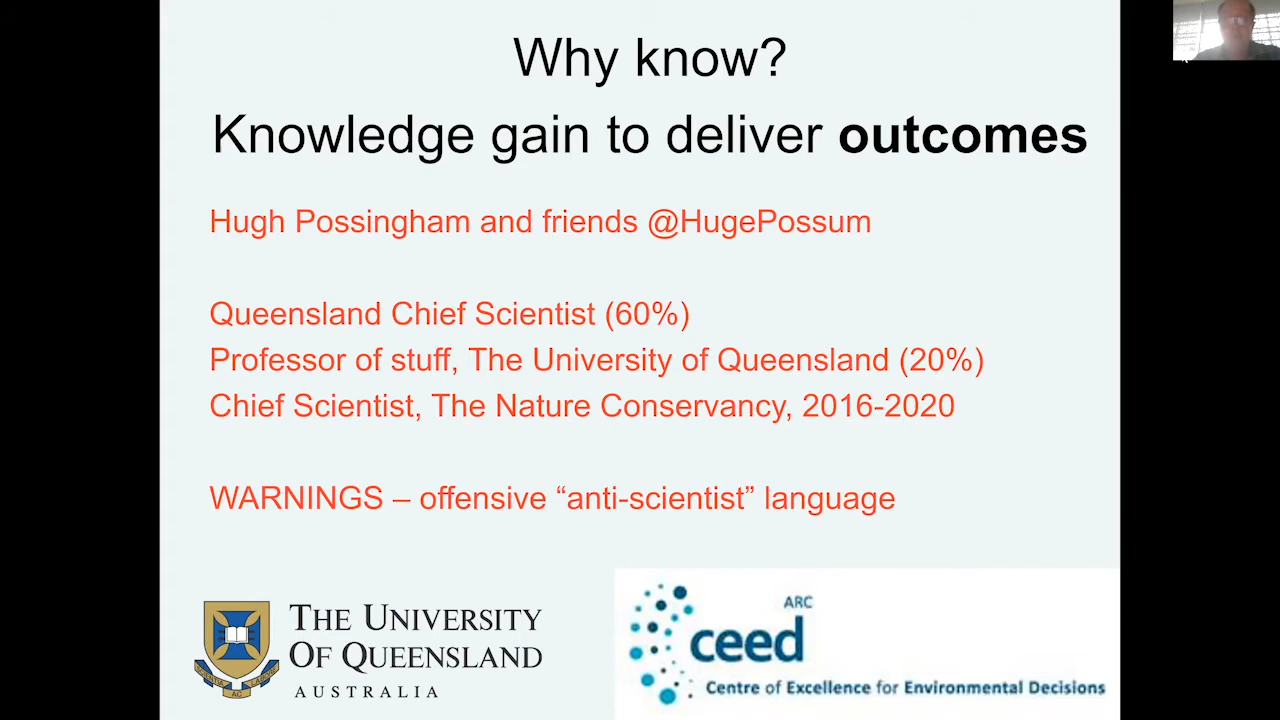 Why know?
Knowledge gain to deliver outcomes
Hugh Possingham and friends @HugePossum
Queensland Chief Scientist (60%)
Professor of stuff, The University of Queensland (20%)
Chief Scientist, The Nature Conservancy, 2016-2020
WARNINGS – offensive “anti-scientist” language
THE UNIVERSITY
OF QUEENSLAND
AUSTRALIA
ARC
ceed
Centre of Excellence for Environmental Decisions